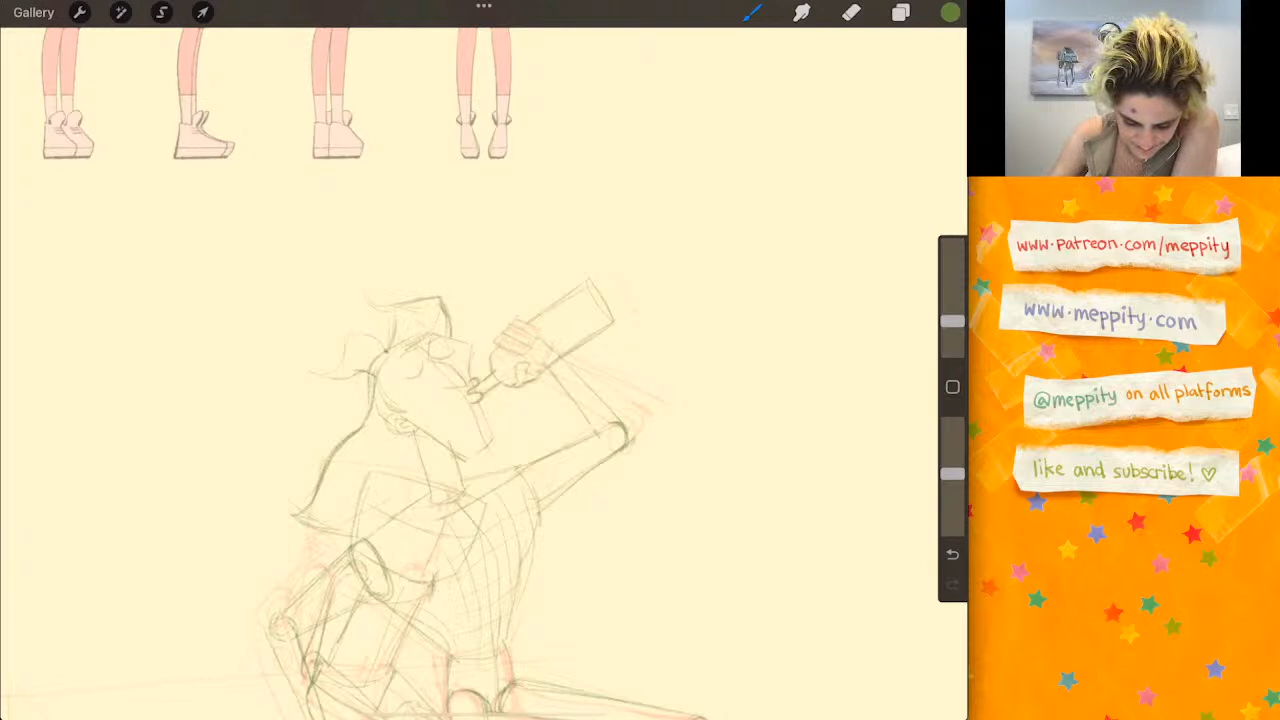 Gallery
www.patreon.com/meppity
www.meppity.com
@meppity on all platforms
like and subscribe! ♡